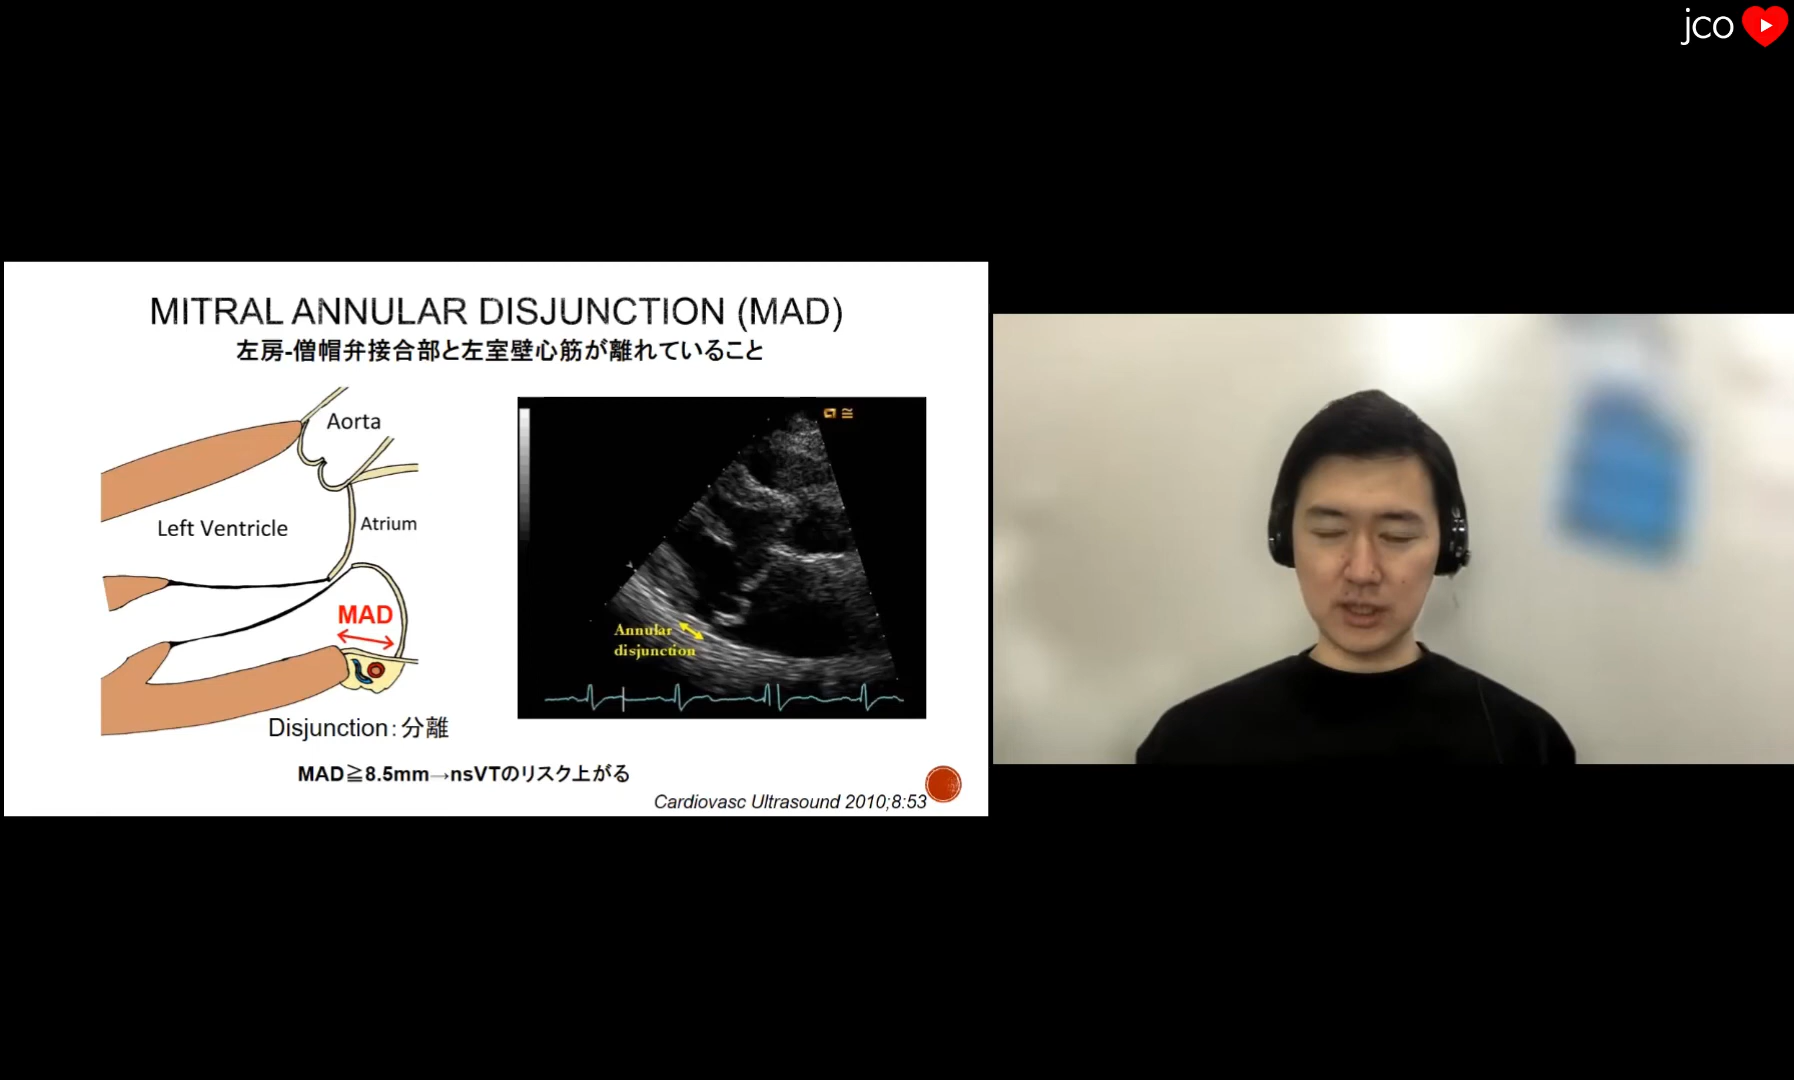 jco
MITRAL ANNULAR DISJUNCTION (MAD)
左房-僧帽弁接合部と左室壁心筋が離れていること
Aorta
Left Ventricle
Atrium
MAD
Disjunction：分離
Annular
disjunction
MAD≧8.5mm→nsVTのリスク上がる
Cardiovasc Ultrasound 2010;8:53